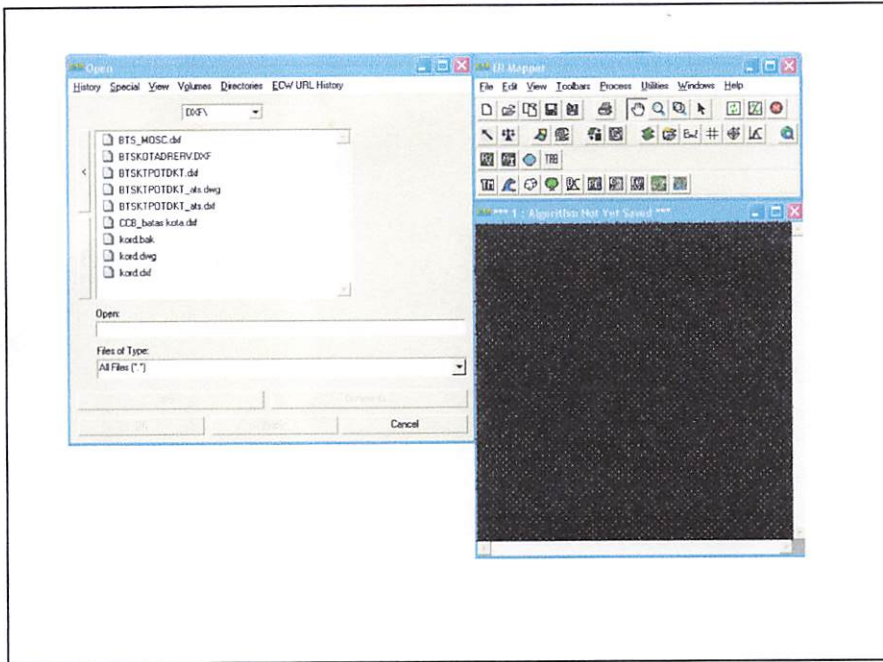 Open
History Special View Volumes Directories ECW URL History
DXF\
BTS_MOSC.dxf
BTSKOTADRERV.DXF
BTSKTPOTDKT.dxf
BTSKTPOTDKT_ats.dwg
BTSKTPOTDKT_ats.dxf
CCB_batas kota.dxf
kord.bak
kord.dwg
kord.dxf
Open:
Files of Type:
All Files (*.*)
Cancel
ER Mapper
File Edit View Toolbars Process Utilities Windows Help
*** 1 : Algorithm Not Yet Saved ***